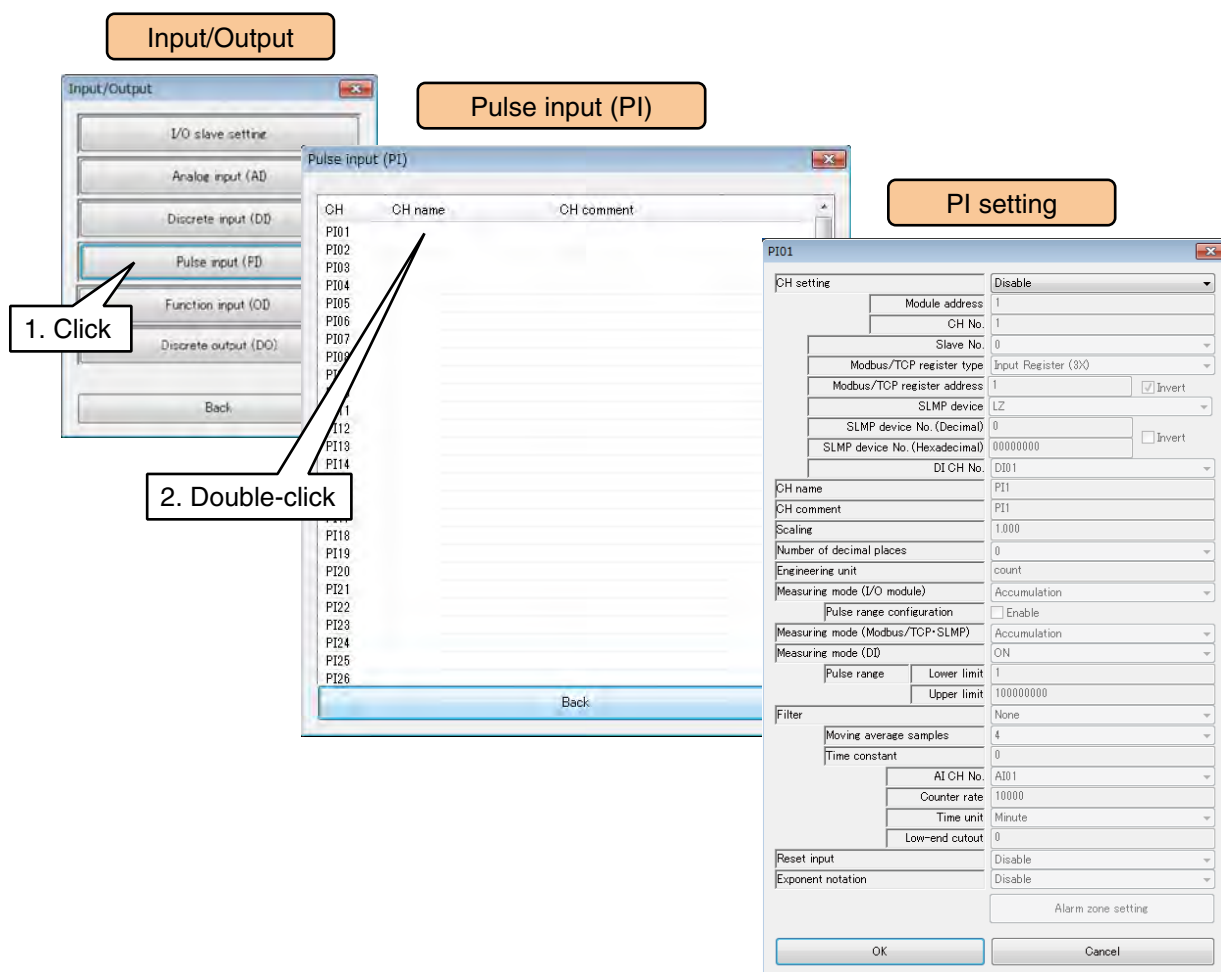 Input/Output
Input/Output
I/O slave setting
Analog input (AI)
Discrete input (DI)
Pulse input (PI)
Function input (OI)
Discrete output (DO)
Back
1. Click
Pulse input (PI)
Pulse input (PI)
CH CH name CH comment
PI01
PI02
PI03
PI04
PI05
PI06
PI07
PI08
PI12
PI13
PI14
2. Double-click
PI18
PI19
PI20
PI21
PI22
PI23
PI24
PI25
PI26
Back
PI setting
PI01
CH setting Disable
Module address 1
CH No. 1
Slave No. 0
Modbus/TCP register type Input Register (3X)
Modbus/TCP register address 1 Invert
SLMP device LZ
SLMP device No. (Decimal) 0
Invert
SLMP device No. (Hexadecimal) 00000000
DI CH No. DI01
CH name PI1
CH comment PI1
Scaling 1.000
Number of decimal places 0
Engineering unit count
Measuring mode (I/O module) Accumulation
Pulse range configuration Enable
Measuring mode (Modbus/TCP・SLMP) Accumulation
Measuring mode (DI) ON
Pulse range Lower limit 1
Upper limit 100000000
Filter None
Moving average samples 4
Time constant 0
AI CH No. AI01
Counter rate 10000
Time unit Minute
Low-end cutout 0
Reset input Disable
Exponent notation Disable
Alarm zone setting
OK Cancel